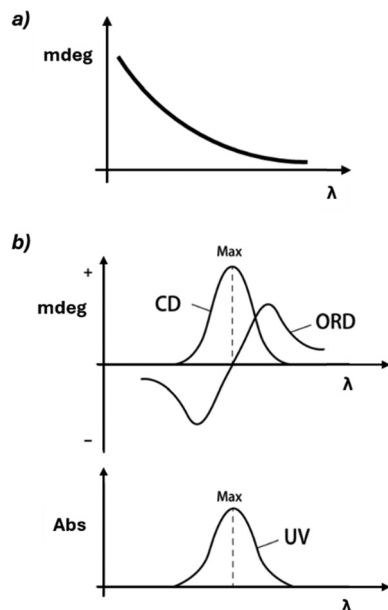 a)
mdeg
λ
b)
Max
+
CD
mdeg
ORD
λ
−
Max
Abs
UV
λ